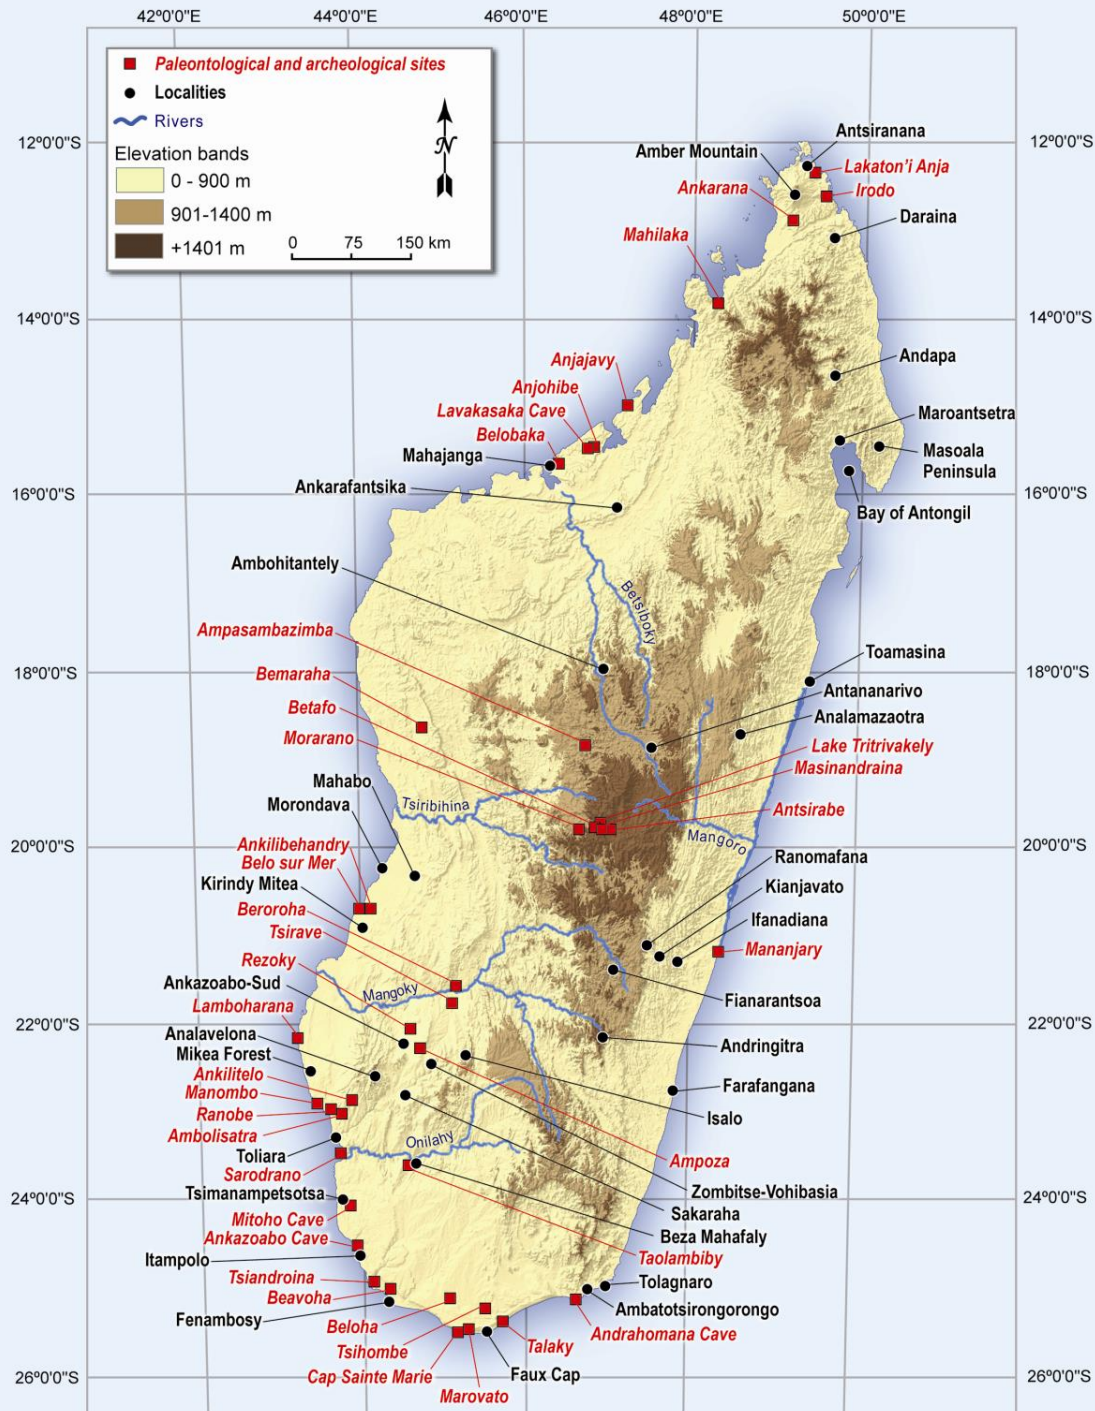 42°0'0"E
44°0'0"E
46°0'0"E
48°0'0"E
50°0'0"E
Paleontological and archeological sites
Localities
Rivers
Elevation bands
0 - 900 m
901-1400 m
+1401 m
N
0 75 150 km
12°0'0"S
12°0'0"S
Antsiranana
Amber Mountain
Lakaton'i Anja
Ankarana
Irodo
Daraina
Mahilaka
14°0'0"S
14°0'0"S
Anjajavy
Andapa
Anjohibe
Lavakasaka Cave
Maroantsetra
Belobaka
Mahajanga
Masoala
Peninsula
Ankarafantsika
16°0'0"S
16°0'0"S
Bay of Antongil
Ambohitantely
Betsiboky
Ampasambazimba
Toamasina
Bemaraha
18°0'0"S
18°0'0"S
Antananarivo
Betafo
Analamazaotra
Morarano
Lake Tritrivakely
Masinandraina
Mahabo
Morondava
Tsiribihina
Antsirabe
Mangoro
Ankilibehandry
20°0'0"S
20°0'0"S
Belo sur Mer
Ranomafana
Kirindy Mitea
Kianjavato
Beroroha
Ifanadiana
Tsirave
Mananjary
Rezoky
Ankazoabo-Sud
Mangoky
Fianarantsoa
Lamboharana
22°0'0"S
22°0'0"S
Analavelona
Andringitra
Mikea Forest
Ankilitelo
Farafangana
Manombo
Ranobe
Isalo
Ambolisatra
Onilahy
Toliara
Ampoza
Sarodrano
Tsimanampetsotsa
Zombitse-Vohibasia
24°0'0"S
24°0'0"S
Mitoho Cave
Sakaraha
Ankazoabo Cave
Beza Mahafaly
Itampolo
Taolambiby
Tsiandroina
Tolagnaro
Beavoha
Ambatotsirongorongo
Fenambosy
Beloha
Andrahomana Cave
Tsihombe
Talaky
Cap Sainte Marie
Faux Cap
Marovato
26°0'0"S
26°0'0"S